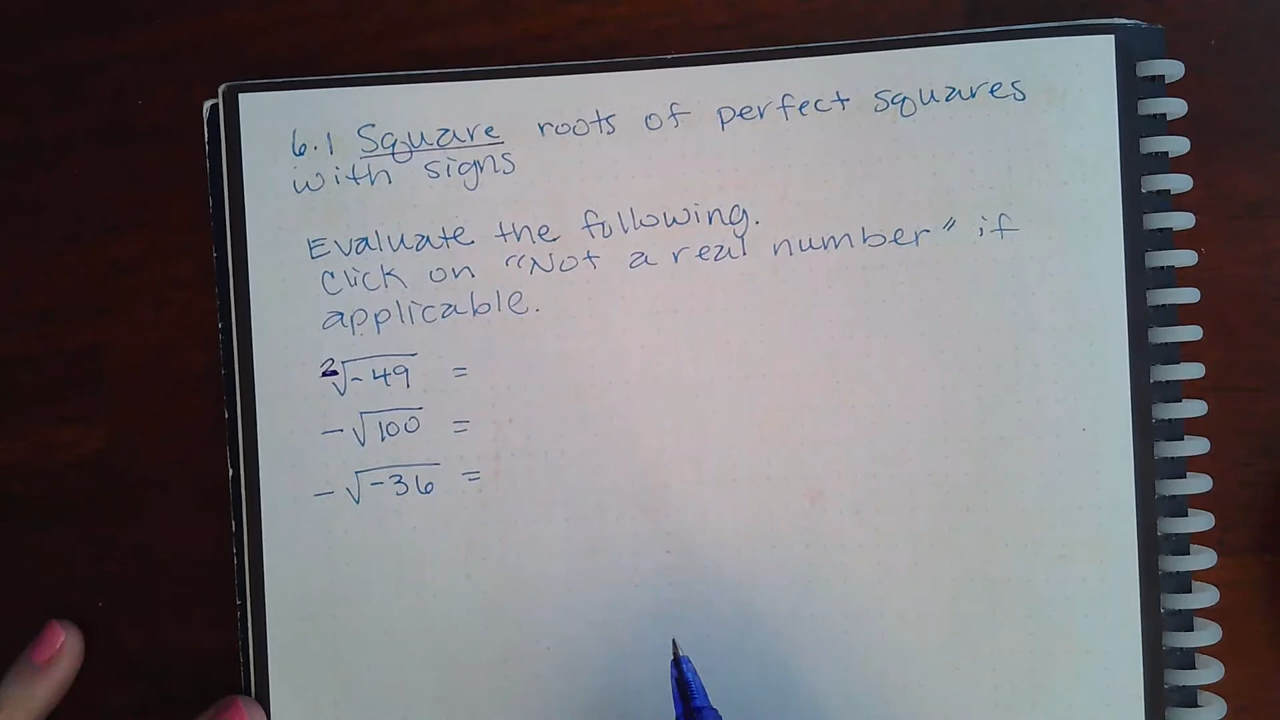 6.1 Square roots of perfect squares
with signs
Evaluate the following.
Click on "Not a real number" if
applicable.
²√-49 =
-√100 =
-√-36 =